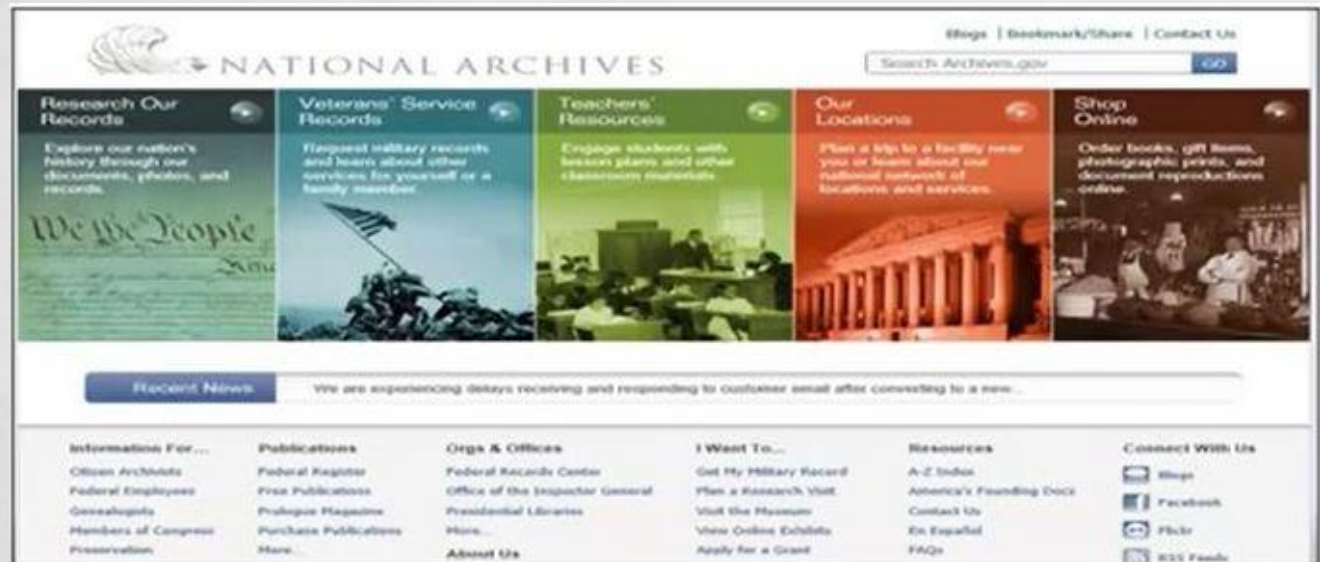 Blogs | Bookmark/Share | Contact Us
NATIONAL ARCHIVES
Search Archives.gov GO
Research Our
Records
Explore our nation's
history through our
documents, photos, and
records.
We the People
Veterans' Service
Records
Request military records
and learn about other
services for yourself or a
family member.
Teachers'
Resources
Engage students with
lesson plans and other
classroom materials.
Our
Locations
Plan a trip to a facility near
you or learn about our
national network of
locations and services.
Shop
Online
Order books, gift items,
photographic prints, and
document reproductions
online.
Recent News We are experiencing delays receiving and responding to customer email after converting to a new...
Information For...
Citizen Archivists
Federal Employees
Genealogists
Members of Congress
Preservation
Publications
Federal Register
Free Publications
Prologue Magazine
Purchase Publications
More...
Orgs & Offices
Federal Records Center
Office of the Inspector General
Presidential Libraries
More...
About Us
I Want To...
Get My Military Record
Plan a Research Visit
Visit the Museum
View Online Exhibits
Apply for a Grant
Resources
A-Z Index
America's Founding Docs
Contact Us
En Español
FAQs
Connect With Us
Blogs
Facebook
Flickr
RSS Feeds